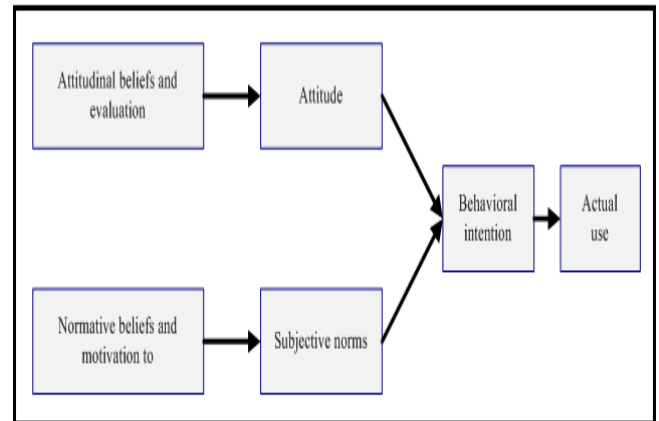 Attitudinal beliefs and
evaluation
Attitude
Behavioral
intention
Actual
use
Normative beliefs and
motivation to
Subjective norms